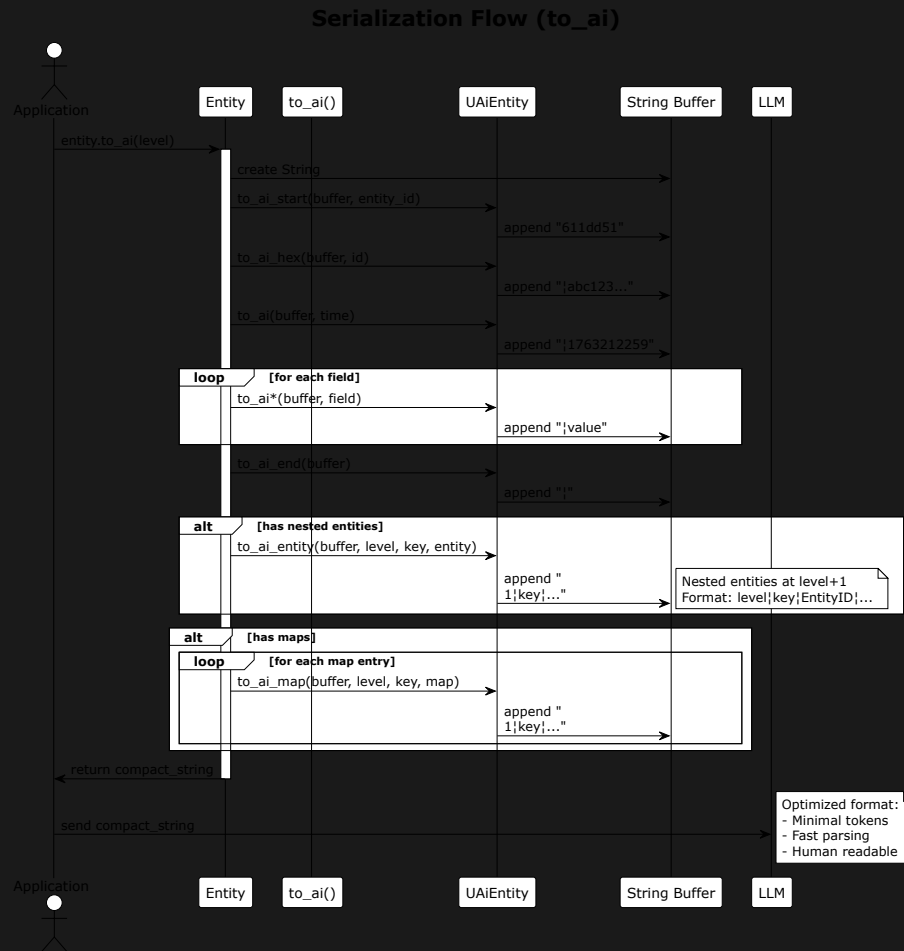 Serialization Flow (to_ai)
Application
Entity
to_ai()
UAiEntity
String Buffer
LLM
entity.to_ai(level)
create String
to_ai_start(buffer, entity_id)
append "611dd51"
to_ai_hex(buffer, id)
append "¦abc123..."
to_ai(buffer, time)
append "¦1763212259"
loop
[for each field]
to_ai*(buffer, field)
append "¦value"
to_ai_end(buffer)
append "¦"
alt
[has nested entities]
to_ai_entity(buffer, level, key, entity)
append "
1¦key¦..."
Nested entities at level+1
Format: level¦key¦EntityID¦...
alt
[has maps]
loop
[for each map entry]
to_ai_map(buffer, level, key, map)
append "
1¦key¦..."
return compact_string
send compact_string
Optimized format:
- Minimal tokens
- Fast parsing
- Human readable
Application
Entity
to_ai()
UAiEntity
String Buffer
LLM